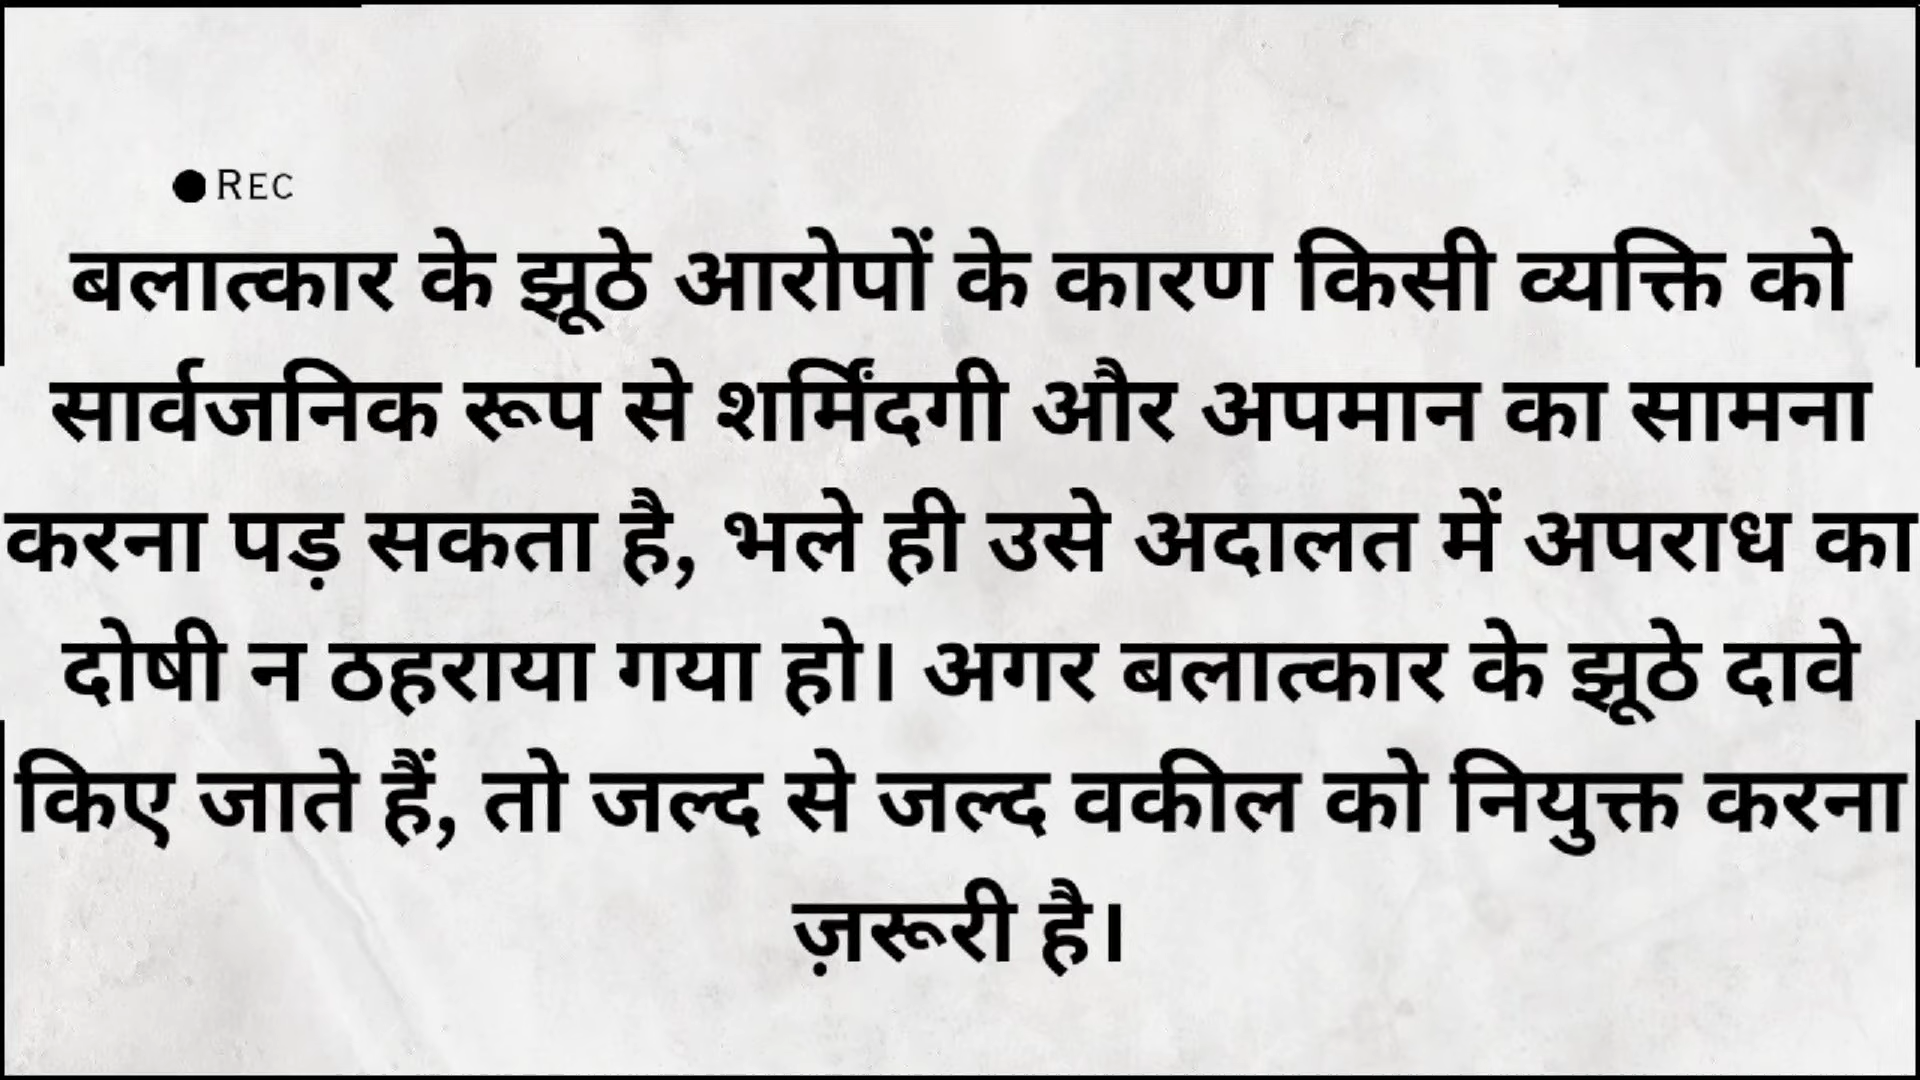 REC
बलात्कार के झूठे आरोपों के कारण किसी व्यक्ति को
सार्वजनिक रूप से शर्मिंदगी और अपमान का सामना
करना पड़ सकता है, भले ही उसे अदालत में अपराध का
दोषी न ठहराया गया हो। अगर बलात्कार के झूठे दावे
किए जाते हैं, तो जल्द से जल्द वकील को नियुक्त करना
ज़रूरी है।